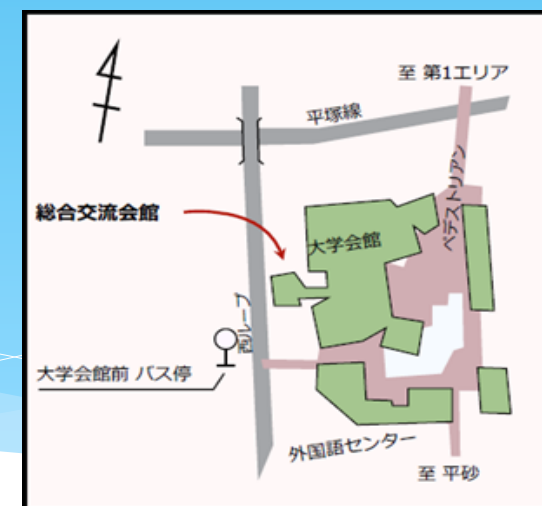 至 第1エリア
平塚線
ペデストリアン
総合交流会館
大学会館
西ループ
大学会館前 バス停
外国語センター
至 平砂